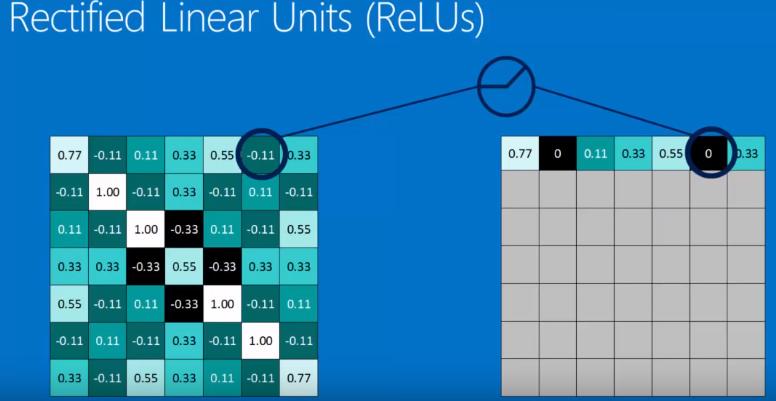 Rectified Linear Units (ReLUs)
0.77 -0.11 0.11 0.33 0.55 -0.11 0.33
-0.11 1.00 -0.11 0.33 -0.11 0.11 -0.11
0.11 -0.11 1.00 -0.33 0.11 -0.11 0.55
0.33 0.33 -0.33 0.55 -0.33 0.33 0.33
0.55 -0.11 0.11 -0.33 1.00 -0.11 0.11
-0.11 0.11 -0.11 0.33 -0.11 1.00 -0.11
0.33 -0.11 0.55 0.33 0.11 -0.11 0.77
0.77 0 0.11 0.33 0.55 0 0.33